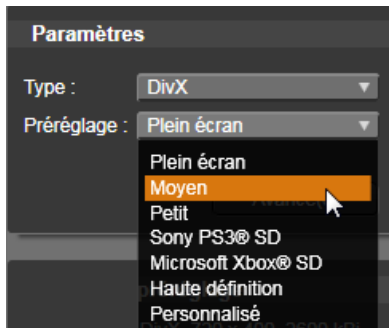 Paramètres
Type : DivX
Préréglage : Plein écran
Plein écran
Moyen
Petit
Sony PS3® SD
Microsoft Xbox® SD
Haute définition
Personnalisé